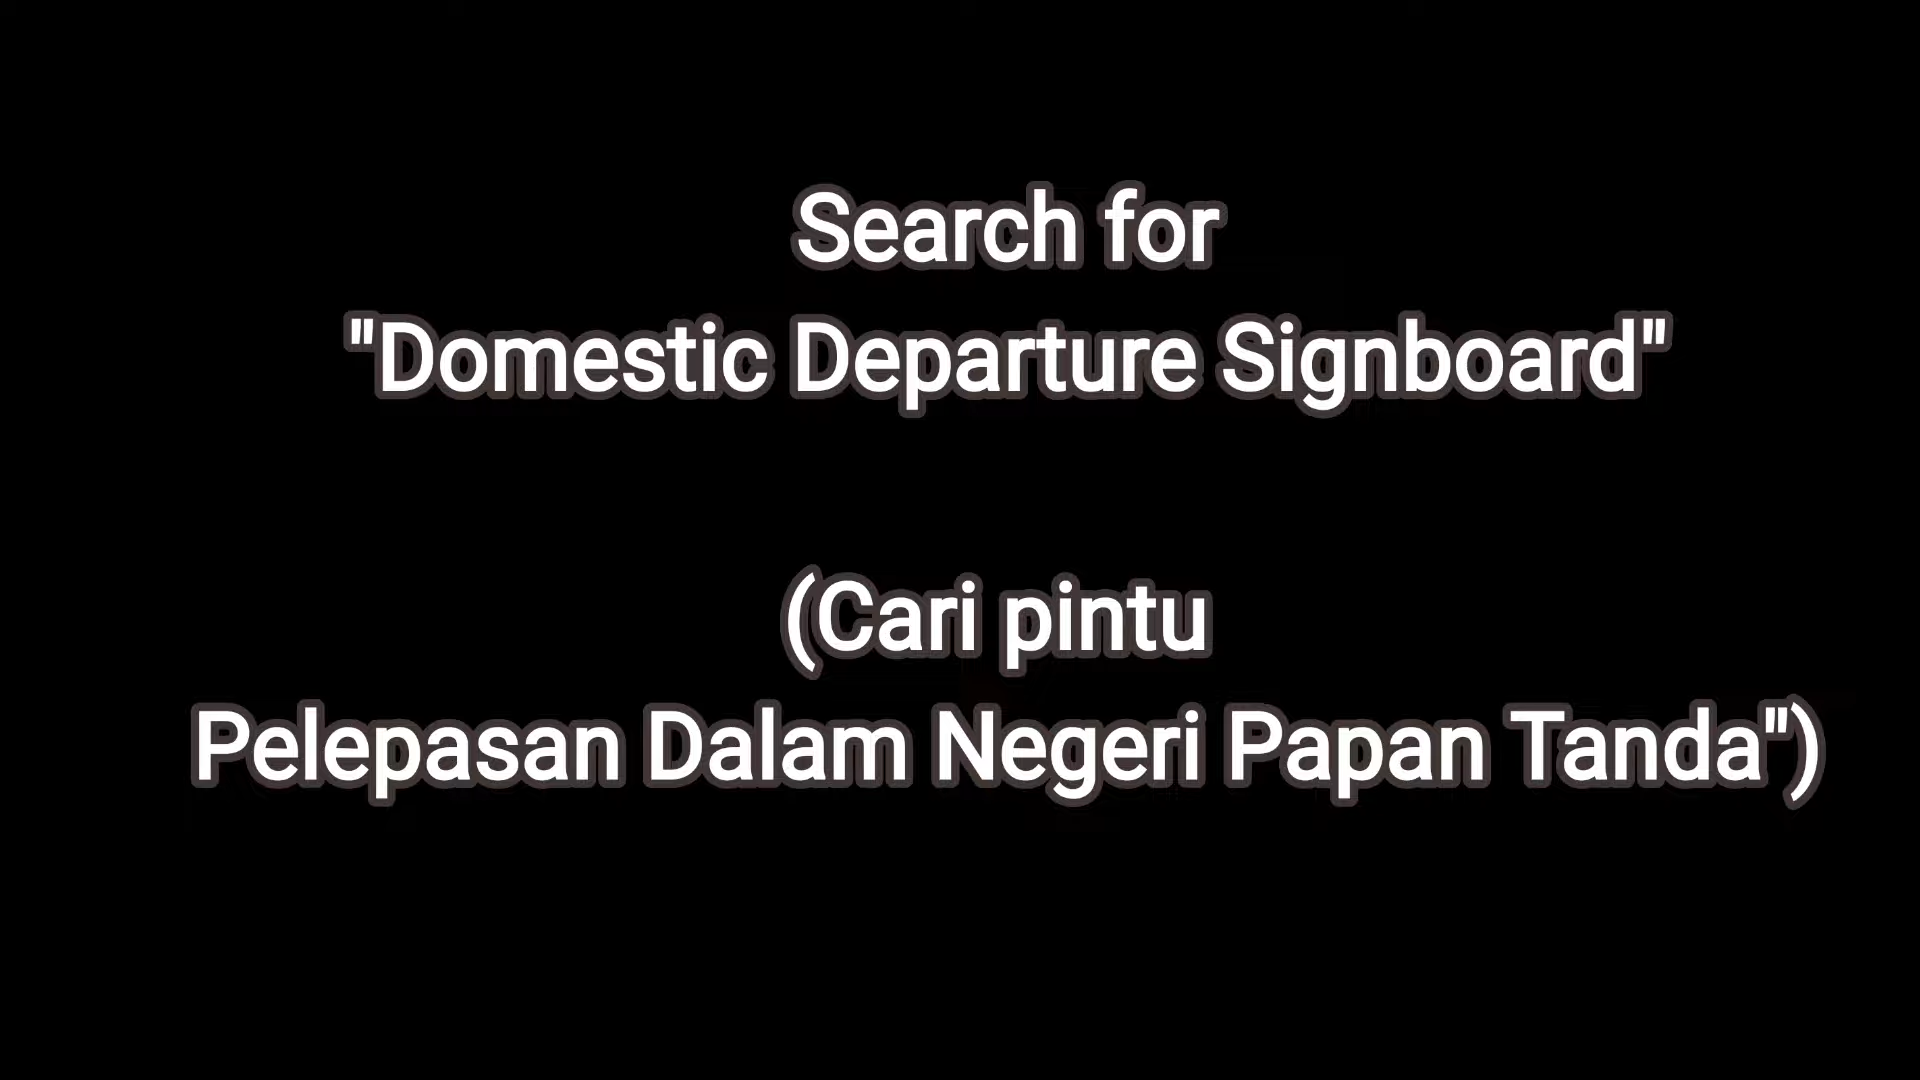 Search for
"Domestic Departure Signboard"
(Cari pintu
Pelepasan Dalam Negeri Papan Tanda")